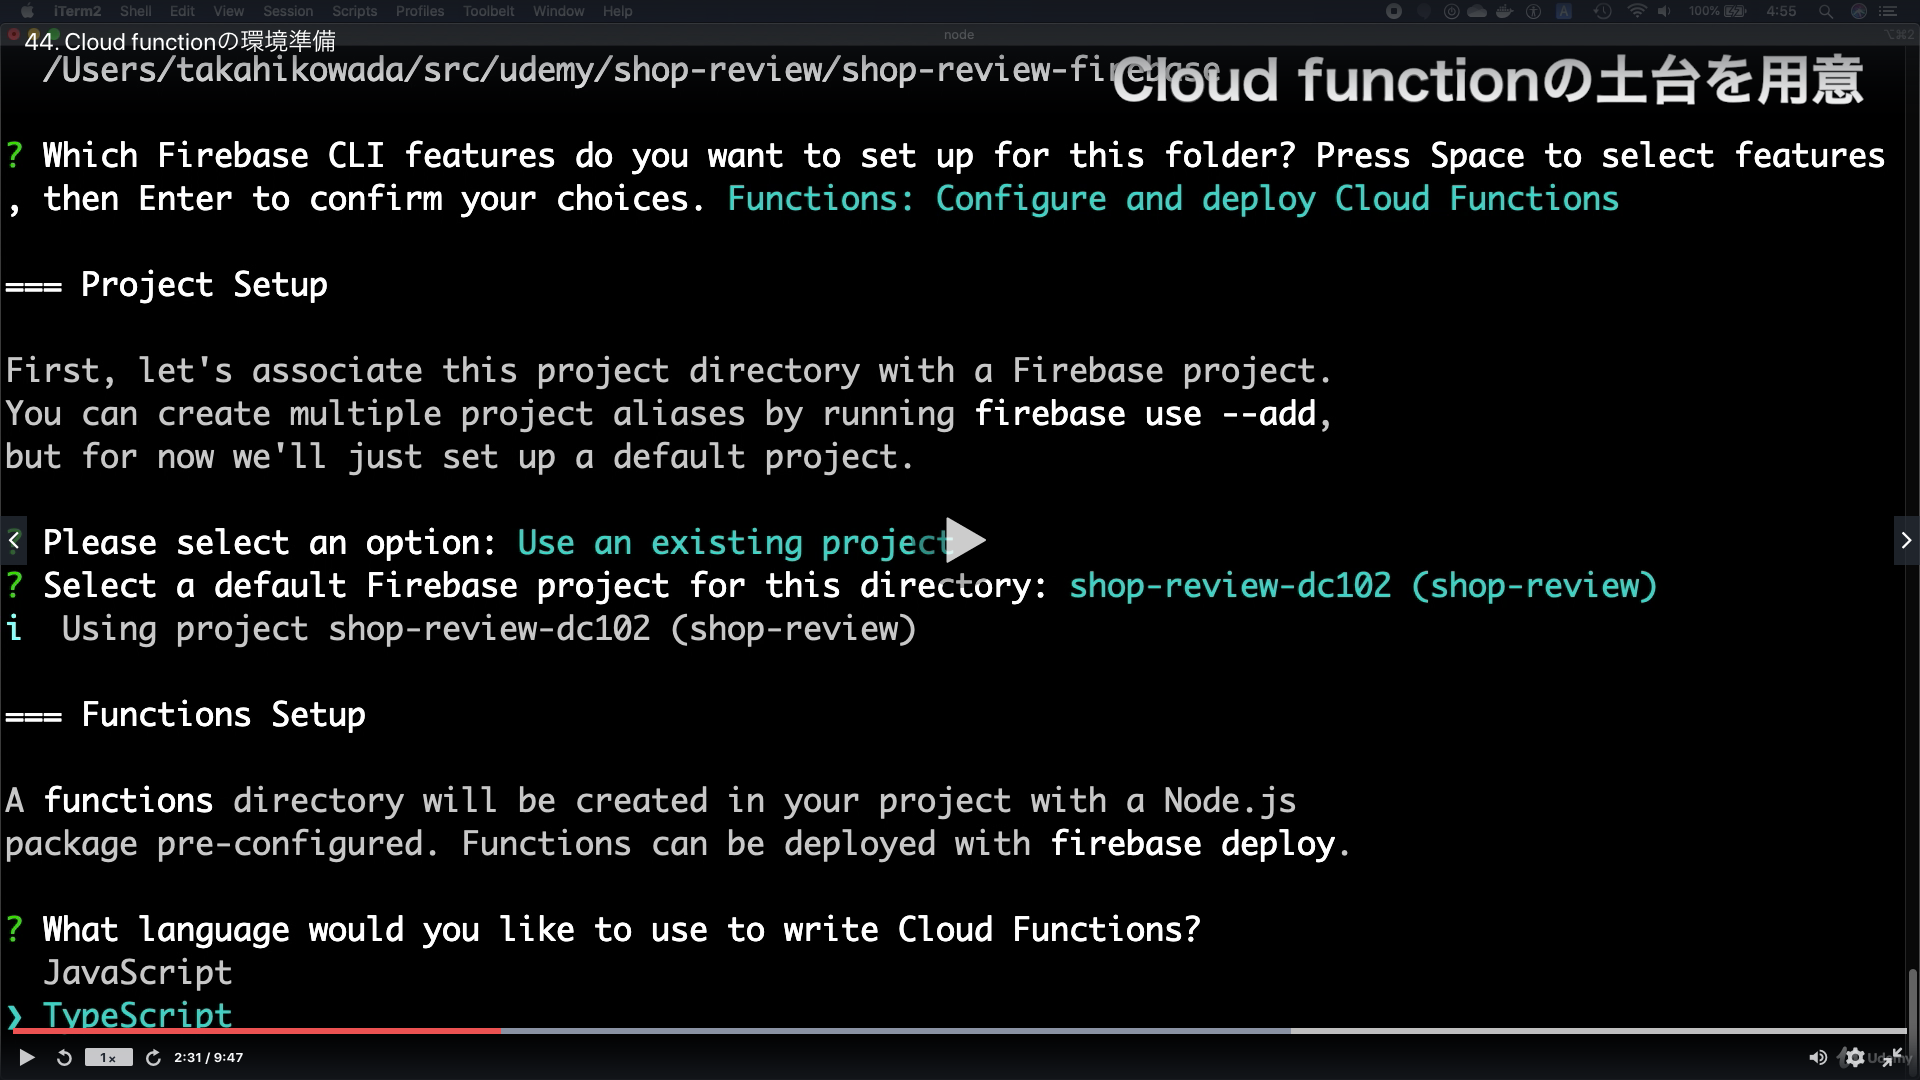 iTerm2 Shell Edit View Session Scripts Profiles Toolbelt Window Help 100% 4:55
node
44. Cloud functionの環境準備
/Users/takahikowada/src/udemy/shop-review/shop-review-firebase
Cloud functionの土台を用意
? Which Firebase CLI features do you want to set up for this folder? Press Space to select features
, then Enter to confirm your choices. Functions: Configure and deploy Cloud Functions
=== Project Setup
First, let's associate this project directory with a Firebase project.
You can create multiple project aliases by running firebase use --add,
but for now we'll just set up a default project.
? Please select an option: Use an existing project
? Select a default Firebase project for this directory: shop-review-dc102 (shop-review)
i Using project shop-review-dc102 (shop-review)
=== Functions Setup
A functions directory will be created in your project with a Node.js
package pre-configured. Functions can be deployed with firebase deploy.
? What language would you like to use to write Cloud Functions?
JavaScript
❯ TypeScript
1x 2:31 / 9:47
Udemy